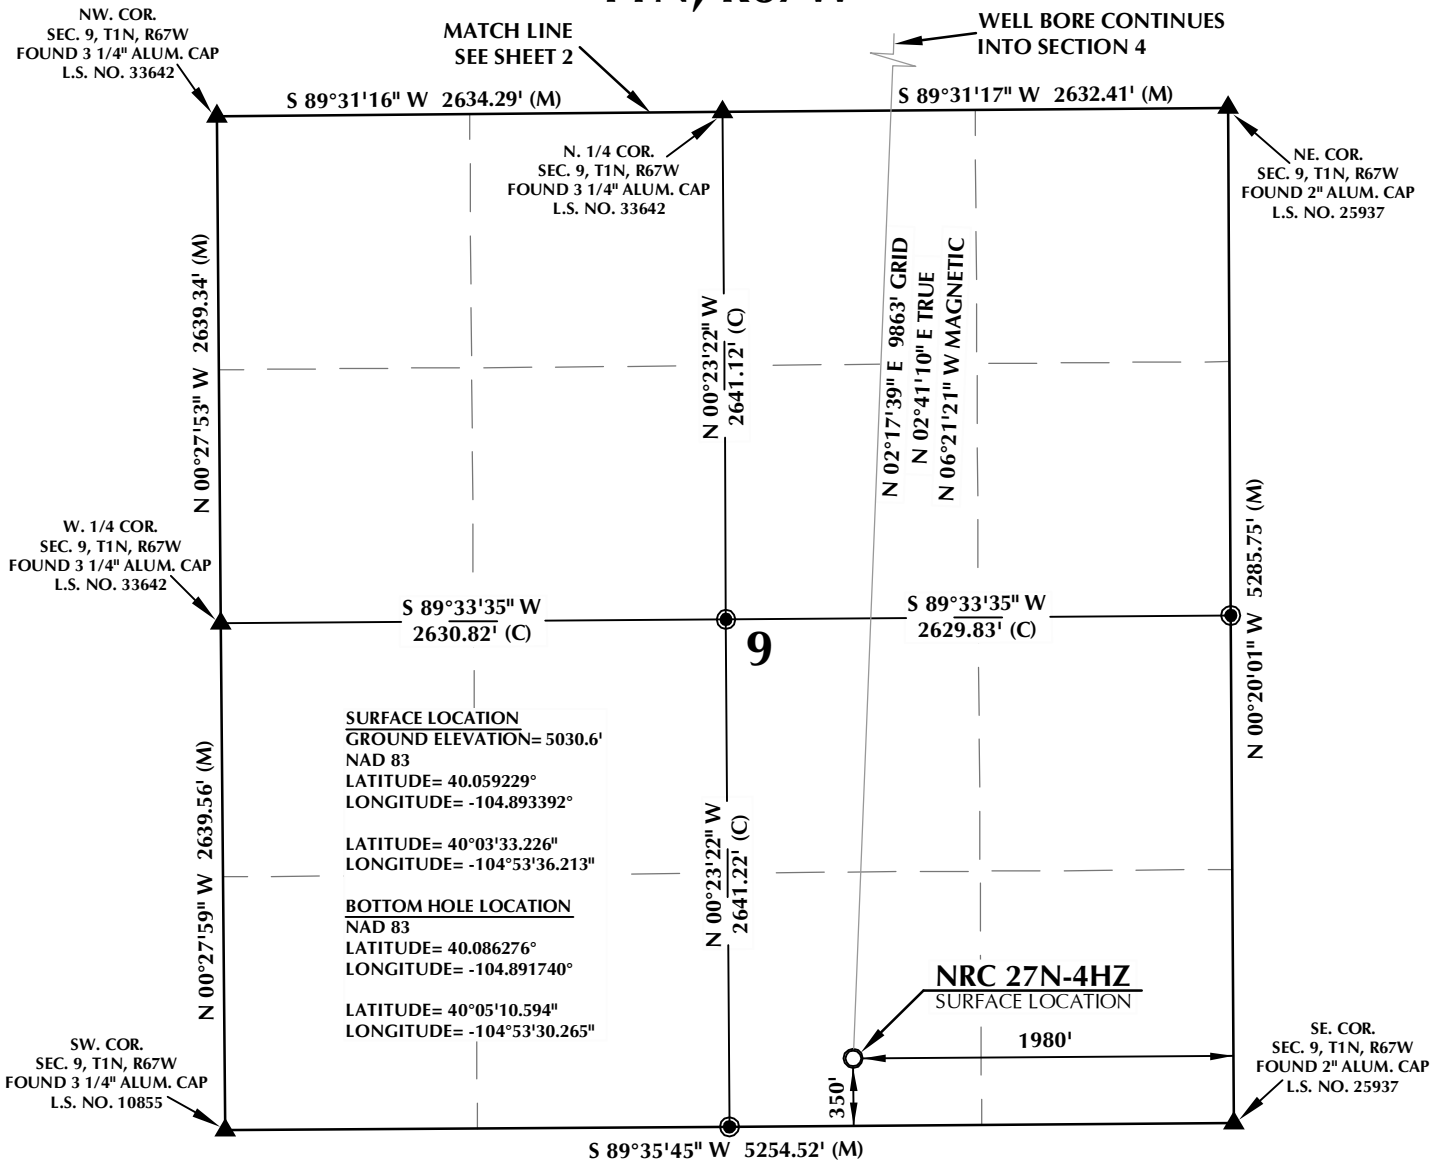 NW. COR.
SEC. 9, T1N, R67W
FOUND 3 1/4" ALUM. CAP
L.S. NO. 33642
MATCH LINE
SEE SHEET 2
WELL BORE CONTINUES
INTO SECTION 4
S 89°31'16" W 2634.29' (M)
S 89°31'17" W 2632.41' (M)
N. 1/4 COR.
SEC. 9, T1N, R67W
FOUND 3 1/4" ALUM. CAP
L.S. NO. 33642
NE. COR.
SEC. 9, T1N, R67W
FOUND 2" ALUM. CAP
L.S. NO. 25937
N 00°27'53" W 2639.34' (M)
N 00°23'22" W
2641.12' (C)
N 02°17'39" E 9863' GRID
N 02°41'10" E TRUE
N 06°21'21" W MAGNETIC
W. 1/4 COR.
SEC. 9, T1N, R67W
FOUND 3 1/4" ALUM. CAP
L.S. NO. 33642
N 00°20'01" W 5285.75' (M)
S 89°33'35" W
2630.82' (C)
S 89°33'35" W
2629.83' (C)
9
SURFACE LOCATION
GROUND ELEVATION= 5030.6'
NAD 83
LATITUDE= 40.059229°
LONGITUDE= -104.893392°
LATITUDE= 40°03'33.226"
LONGITUDE= -104°53'36.213"
BOTTOM HOLE LOCATION
NAD 83
LATITUDE= 40.086276°
LONGITUDE= -104.891740°
LATITUDE= 40°05'10.594"
LONGITUDE= -104°53'30.265"
N 00°27'59" W 2639.56' (M)
N 00°23'22" W
2641.22' (C)
NRC 27N-4HZ
SURFACE LOCATION
1980'
350'
SW. COR.
SEC. 9, T1N, R67W
FOUND 3 1/4" ALUM. CAP
L.S. NO. 10855
SE. COR.
SEC. 9, T1N, R67W
FOUND 2" ALUM. CAP
L.S. NO. 25937
S 89°35'45" W 5254.52' (M)